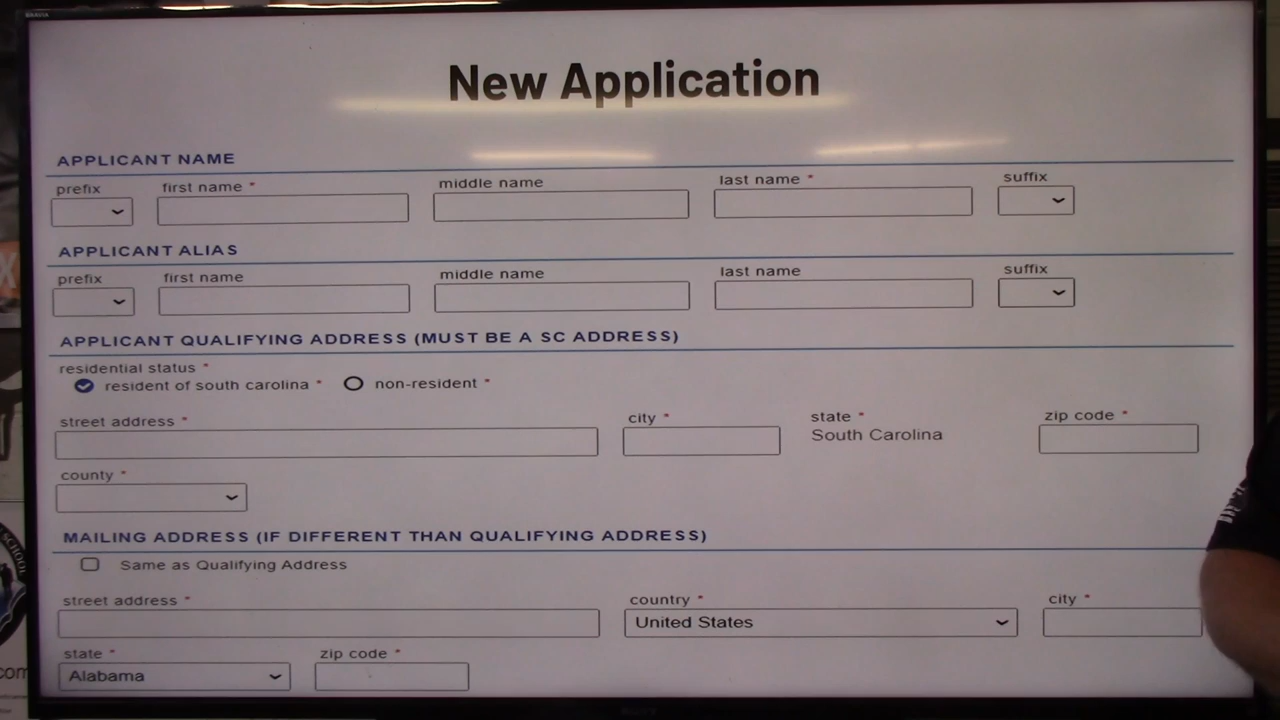 New Application
APPLICANT NAME
prefix first name * middle name last name * suffix
APPLICANT ALIAS
prefix first name middle name last name suffix
APPLICANT QUALIFYING ADDRESS (MUST BE A SC ADDRESS)
residential status *
resident of south carolina * non-resident *
street address * city * state * zip code *
South Carolina
county *
MAILING ADDRESS (IF DIFFERENT THAN QUALIFYING ADDRESS)
Same as Qualifying Address
street address * country * city *
United States
state * zip code *
Alabama
SCHOOL
com